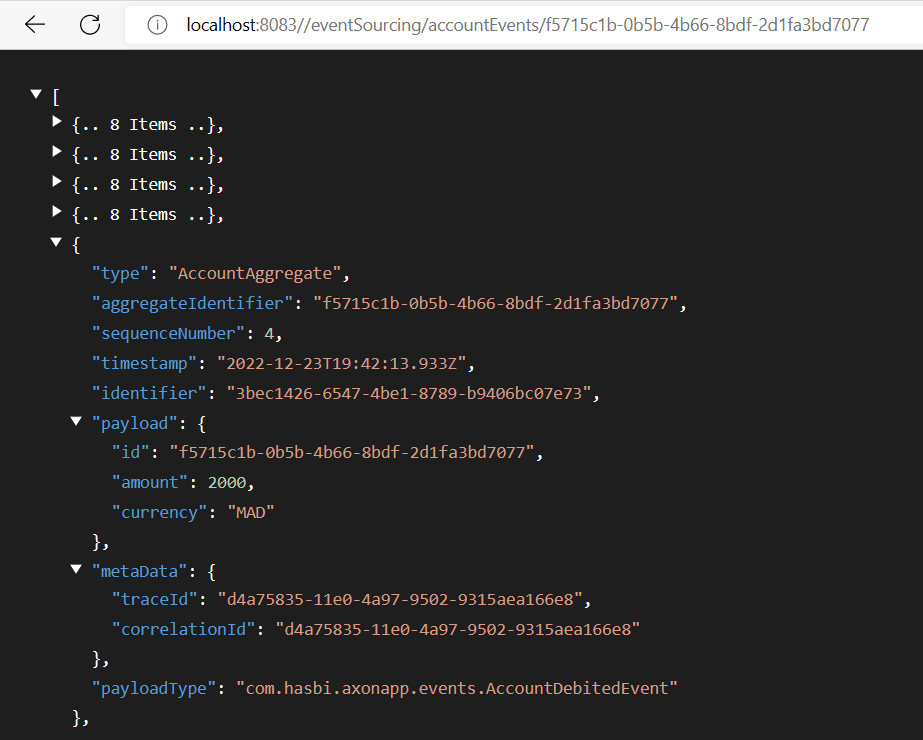 localhost:8083//eventSourcing/accountEvents/f5715c1b-0b5b-4b66-8bdf-2d1fa3bd7077
[
{.. 8 Items ..},
{.. 8 Items ..},
{.. 8 Items ..},
{.. 8 Items ..},
{
"type": "AccountAggregate",
"aggregateIdentifier": "f5715c1b-0b5b-4b66-8bdf-2d1fa3bd7077",
"sequenceNumber": 4,
"timestamp": "2022-12-23T19:42:13.933Z",
"identifier": "3bec1426-6547-4be1-8789-b9406bc07e73",
"payload": {
"id": "f5715c1b-0b5b-4b66-8bdf-2d1fa3bd7077",
"amount": 2000,
"currency": "MAD"
},
"metaData": {
"traceId": "d4a75835-11e0-4a97-9502-9315aea166e8",
"correlationId": "d4a75835-11e0-4a97-9502-9315aea166e8"
},
"payloadType": "com.hasbi.axonapp.events.AccountDebitedEvent"
},